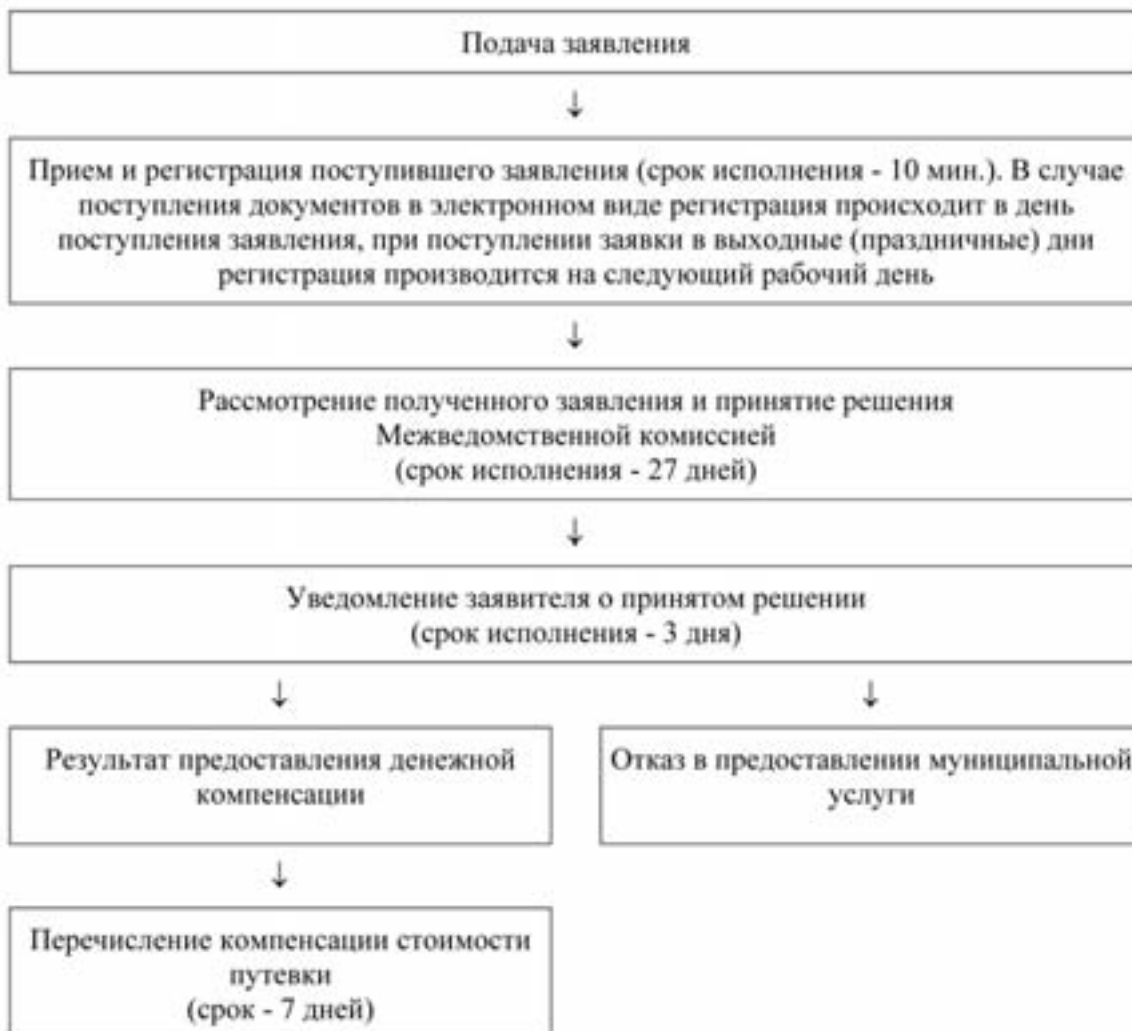 Подача заявления
↓
Прием и регистрация поступившего заявления (срок исполнения - 10 мин.). В случае
поступления документов в электронном виде регистрация происходит в день
поступления заявления, при поступлении заявки в выходные (праздничные) дни
регистрация производится на следующий рабочий день
↓
Рассмотрение полученного заявления и принятие решения
Межведомственной комиссией
(срок исполнения - 27 дней)
↓
Уведомление заявителя о принятом решении
(срок исполнения - 3 дня)
↓ ↓
Результат предоставления денежной
компенсации
Отказ в предоставлении муниципальной
услуги
↓
Перечисление компенсации стоимости
путевки
(срок - 7 дней)